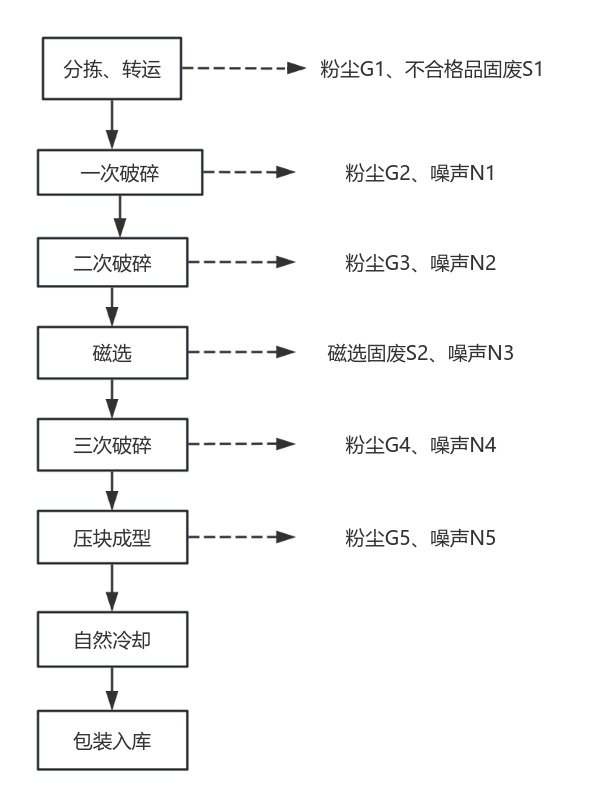 分拣、转运
粉尘G1、不合格品固废S1
一次破碎
粉尘G2、噪声N1
二次破碎
粉尘G3、噪声N2
磁选
磁选固废S2、噪声N3
三次破碎
粉尘G4、噪声N4
压块成型
粉尘G5、噪声N5
自然冷却
包装入库